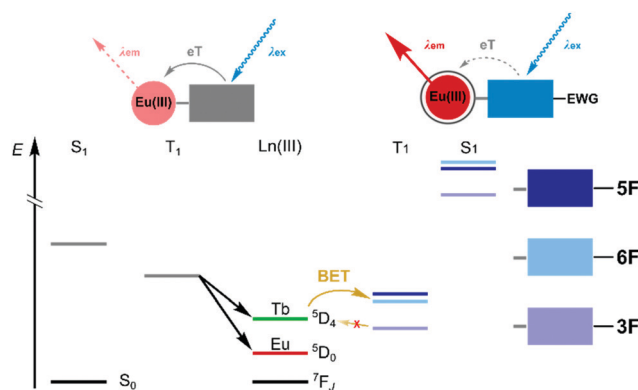 λem
eT
λex
Eu(III)
λem
eT
λex
Eu(III)
EWG
E
S1
T1
Ln(III)
T1
S1
5F
BET
6F
Tb
⁵D₄
x
3F
Eu
⁵D₀
S₀
⁷F_J